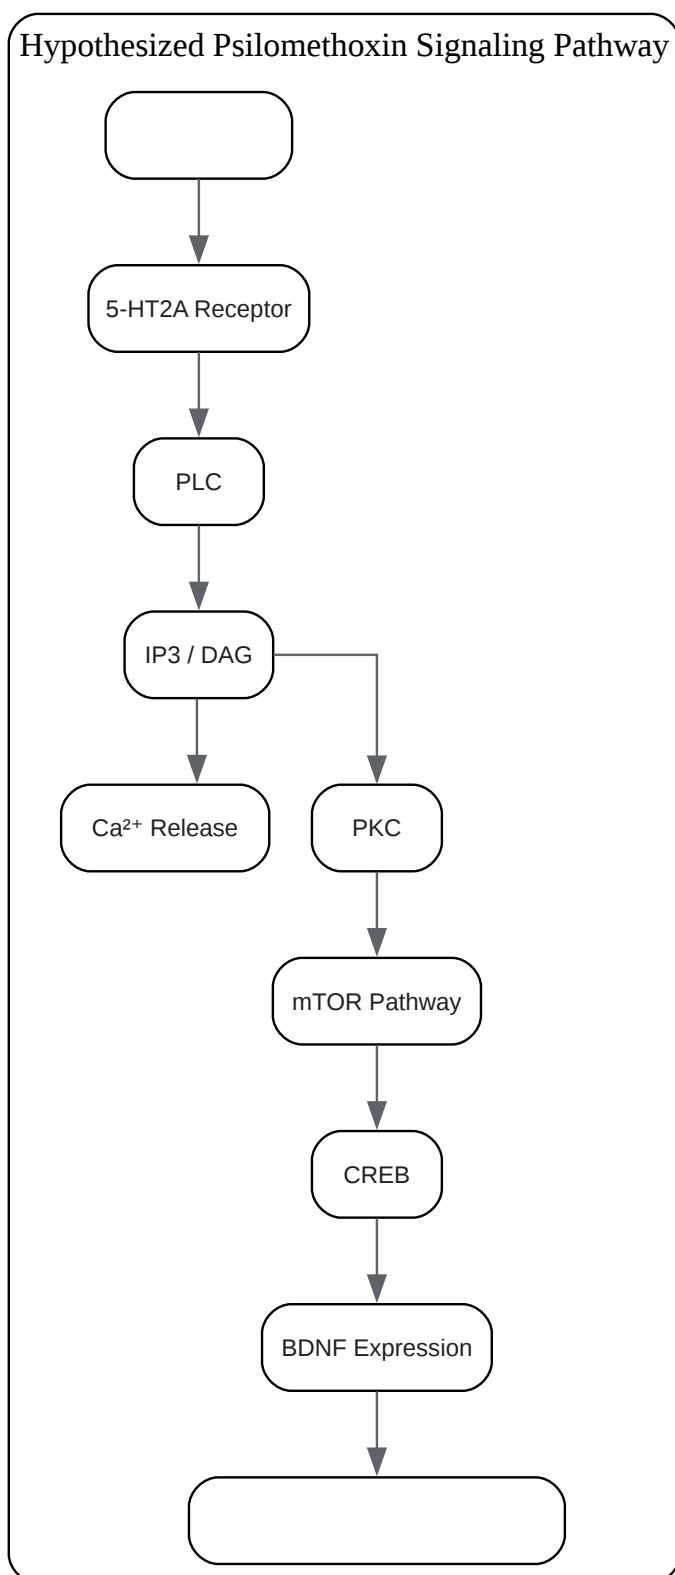 Hypothesized Psilomethoxin Signaling Pathway
5-HT2A Receptor
PLC
IP3 / DAG
Ca²⁺ Release
PKC
mTOR Pathway
CREB
BDNF Expression